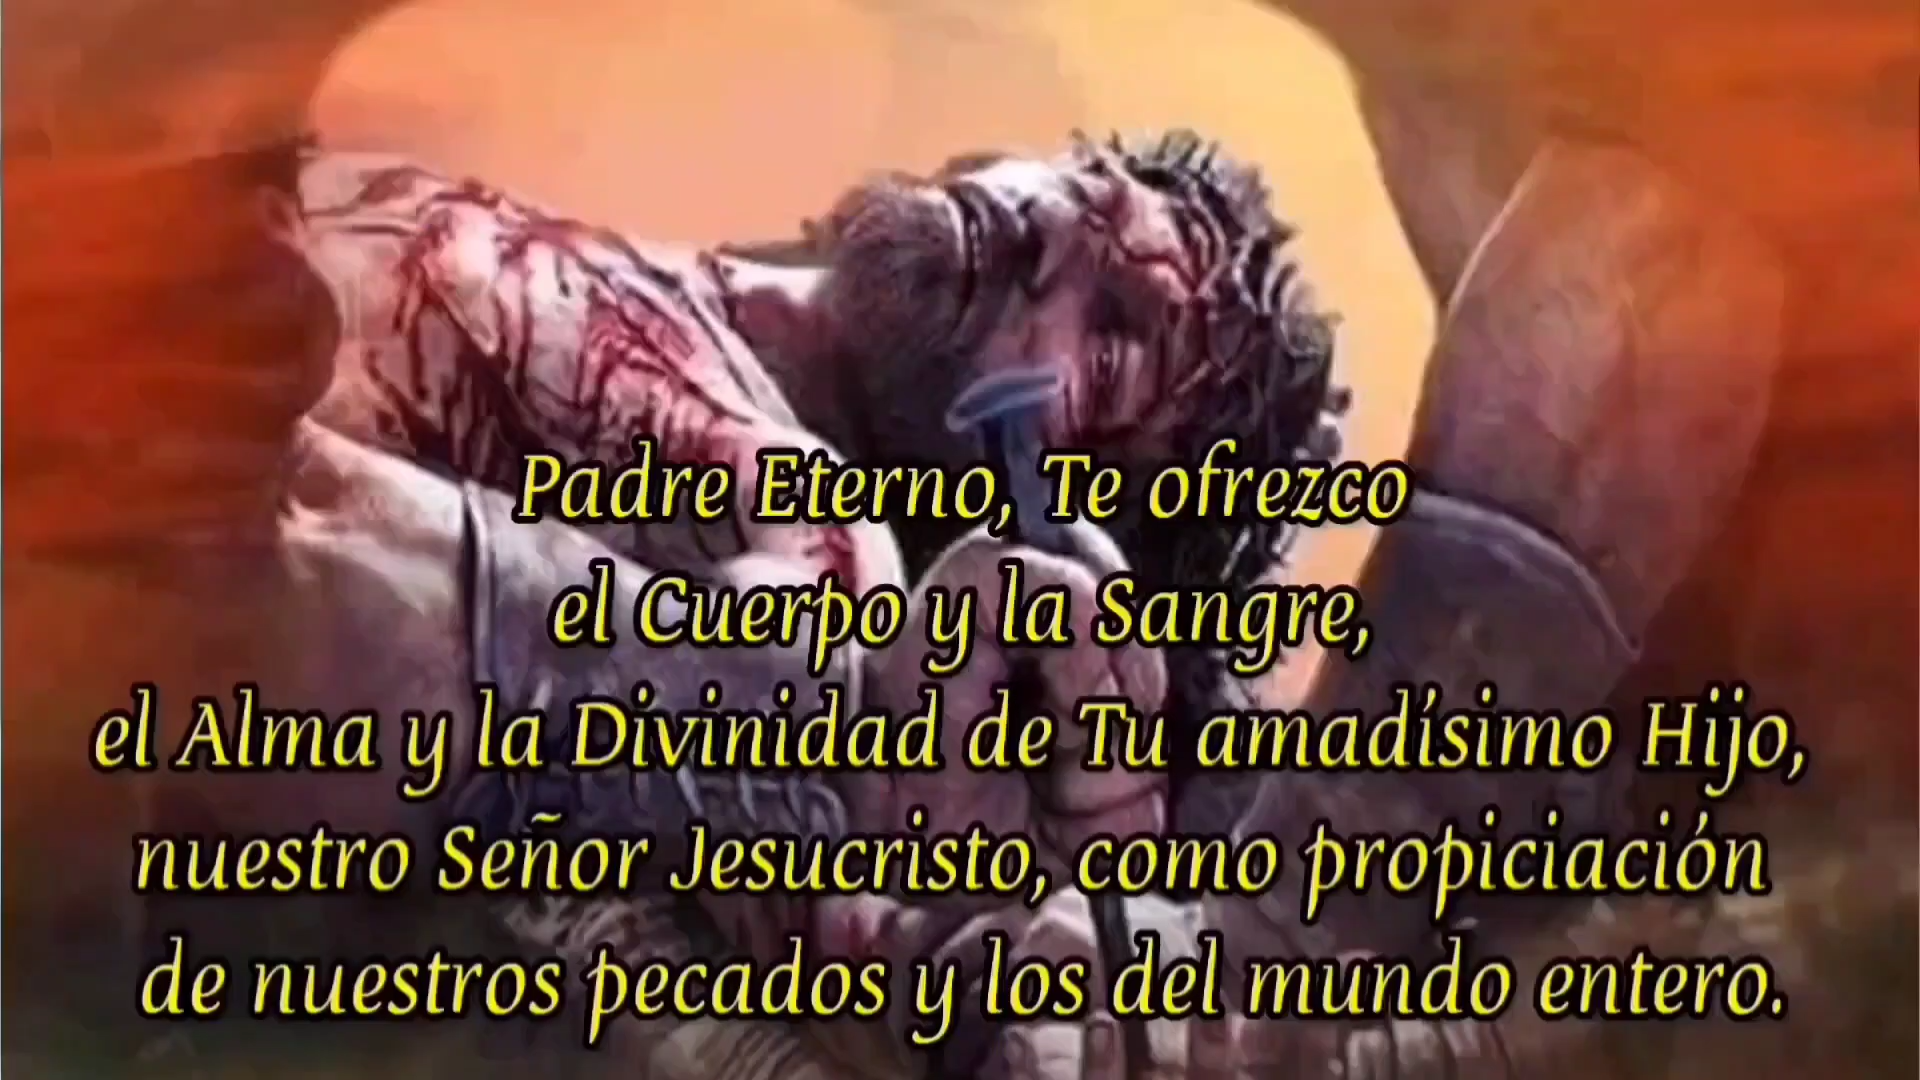 Padre Eterno, Te ofrezco
el Cuerpo y la Sangre,
el Alma y la Divinidad de Tu amadísimo Hijo,
nuestro Señor Jesucristo, como propiciación
de nuestros pecados y los del mundo entero.